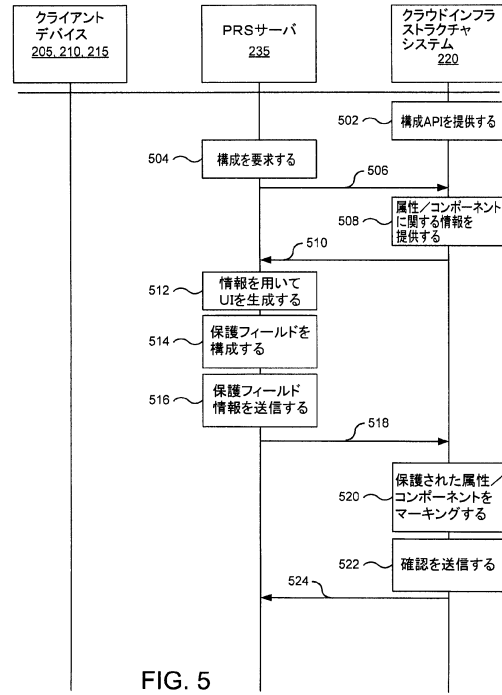 クライアント
デバイス
205, 210, 215
PRSサーバ
235
クラウドインフラ
ストラクチャ
システム
220
502
構成APIを提供する
504
構成を要求する
506
508
属性／コンポーネント
に関する情報を
提供する
510
512
情報を用いて
UIを生成する
514
保護フィールドを
構成する
516
保護フィールド
情報を送信する
518
520
保護された属性／
コンポーネントを
マーキングする
522
確認を送信する
524
FIG. 5